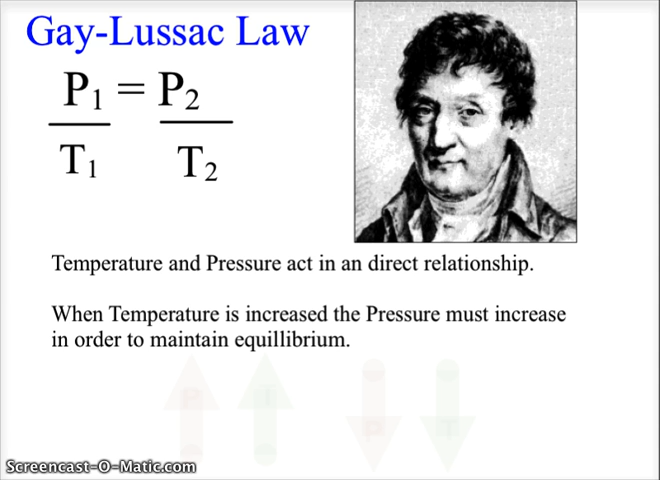 Gay-Lussac Law
P1 = P2
T1 T2
Temperature and Pressure act in an direct relationship.
When Temperature is increased the Pressure must increase
in order to maintain equillibrium.
P T P T
Screencast-O-Matic.com